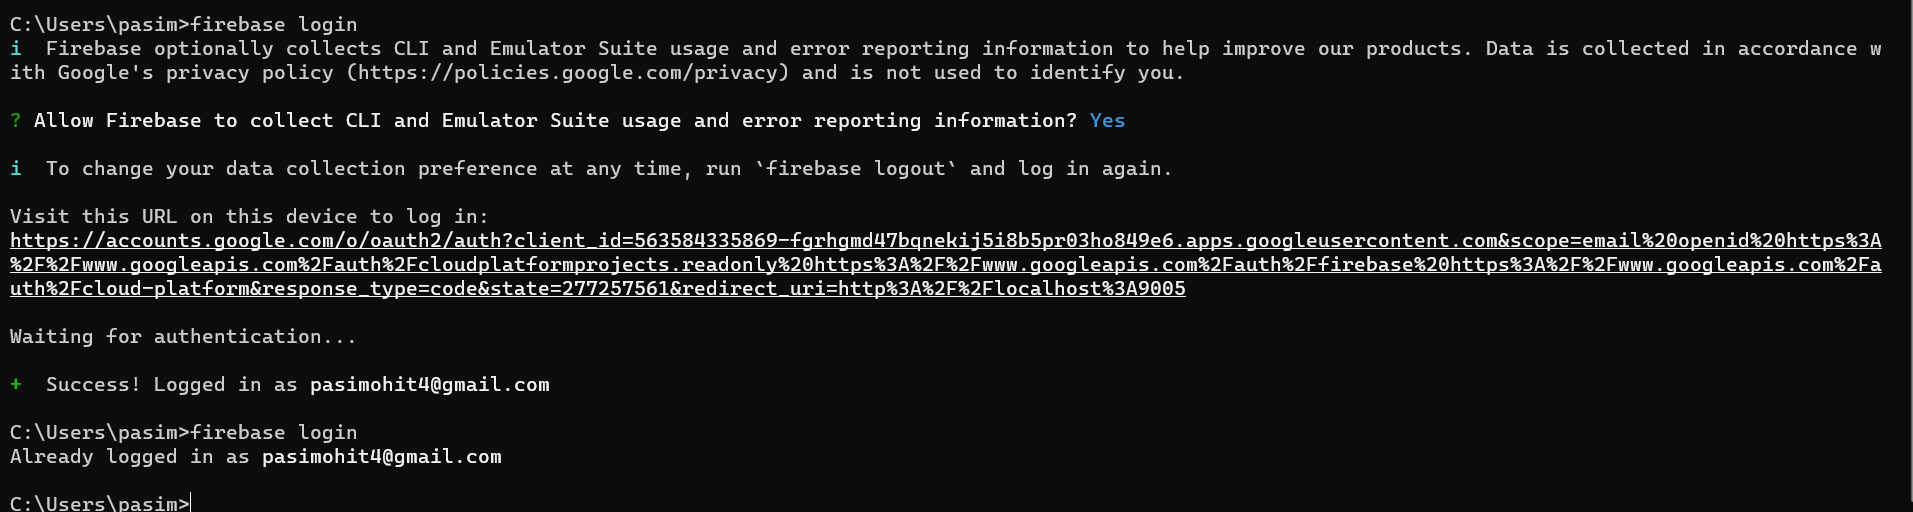 C:\Users\pasim>firebase login
i  Firebase optionally collects CLI and Emulator Suite usage and error reporting information to help improve our products. Data is collected in accordance w
ith Google's privacy policy (https://policies.google.com/privacy) and is not used to identify you.
? Allow Firebase to collect CLI and Emulator Suite usage and error reporting information? Yes
i  To change your data collection preference at any time, run `firebase logout` and log in again.
Visit this URL on this device to log in:
https://accounts.google.com/o/oauth2/auth?client_id=563584335869-fgrhgmd47bqnekij5i8b5pr03ho849e6.apps.googleusercontent.com&scope=email%20openid%20https%3A
%2F%2Fwww.googleapis.com%2Fauth%2Fcloudplatformprojects.readonly%20https%3A%2F%2Fwww.googleapis.com%2Fauth%2Ffirebase%20https%3A%2F%2Fwww.googleapis.com%2Fa
uth%2Fcloud-platform&response_type=code&state=277257561&redirect_uri=http%3A%2F%2Flocalhost%3A9005
Waiting for authentication...
+  Success! Logged in as pasimohit4@gmail.com
C:\Users\pasim>firebase login
Already logged in as pasimohit4@gmail.com
C:\Users\pasim>